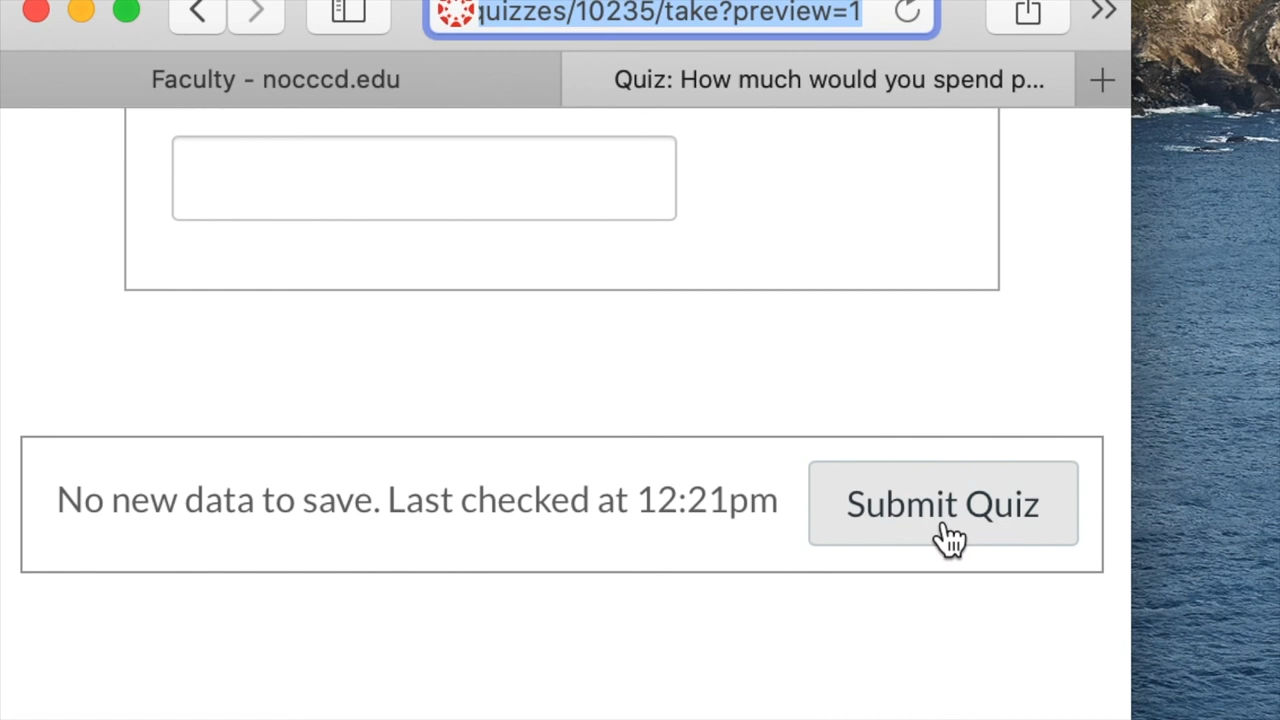 quizzes/10235/take?preview=1
Faculty - nocccd.edu
Quiz: How much would you spend p...
No new data to save. Last checked at 12:21pm
Submit Quiz